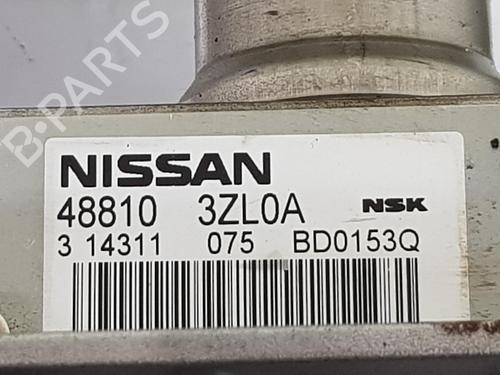 B-PARTS
NISSAN
48810 3ZL0A NSK
3 14311 075 BD0153Q